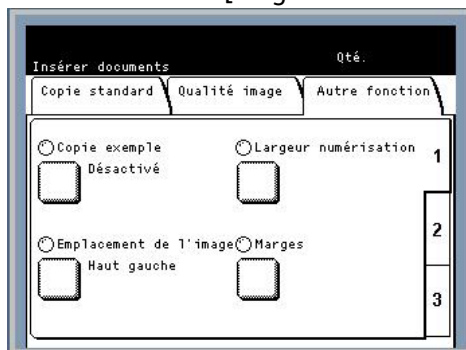 Insérer documents Qté.
Copie standard Qualité image Autre fonction
Copie exemple Largeur numérisation 1
Désactivé
2
Emplacement de l'image Marges
Haut gauche
3